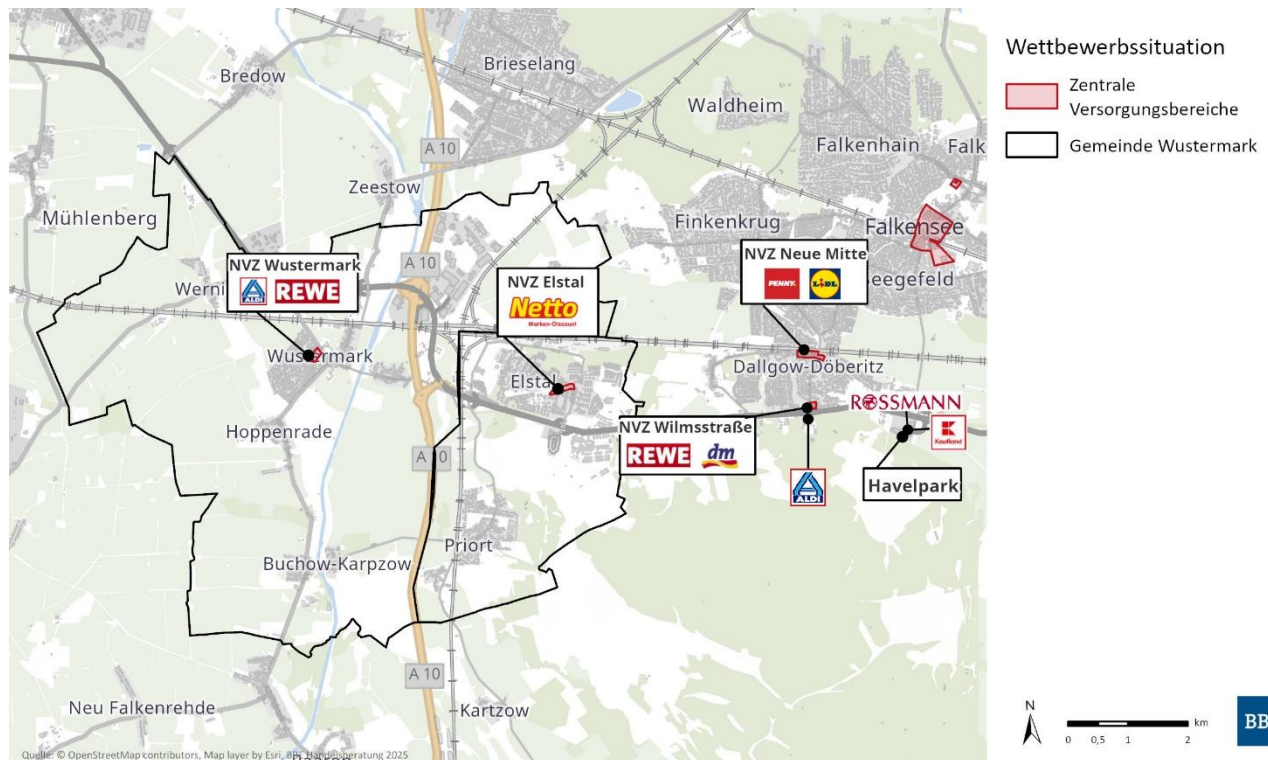 Brieselang
Bredow
Waldheim
A 10
Falkenhain
Falk
Zeestow
Mühlenberg
Finkenkrug
Falkensee
NVZ Wustermark
ALDI REWE
Werni
A 10
NVZ Elstal
Netto
Marken-Discount
NVZ Neue Mitte
PENNY. LIDL
eegefeld
Wustermark
Elstal
Dallgow-Döberitz
ROSSMANN
Kaufland
Hoppenrade
NVZ Wilmsstraße
REWE dm
A 10
ALDI
Havelpark
Priort
Buchow-Karpzow
A 10
Neu Falkenrehde
Kartzow
Quelle: © OpenStreetMap contributors, Map layer by Esri, BBE Handelsberatung 2025
Wettbewerbssituation
Zentrale
Versorgungsbereiche
Gemeinde Wustermark
N
km
0 0,5 1 2
BB